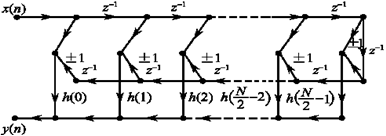 x(n) z⁻¹ z⁻¹ z⁻¹
±1 ±1 ±1 ±1 ±1 z⁻¹
z⁻¹ z⁻¹ z⁻¹ z⁻¹
h(0) h(1) h(2) h(N/2−2) h(N/2−1)
y(n)